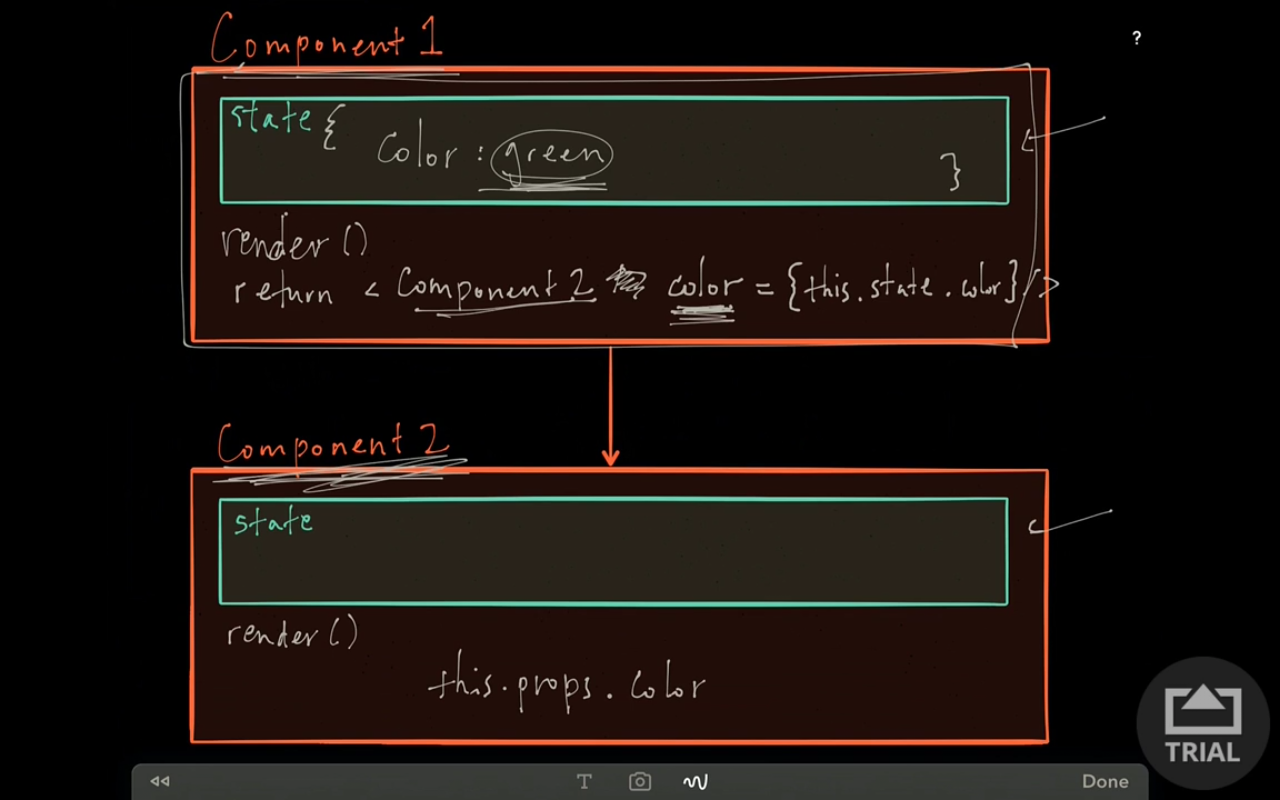 Component 1
?
state {
color : green
}
render ()
return < Component 2 color = {this.state.color} />
Component 2
state
render ()
this.props.color
TRIAL
T
Done